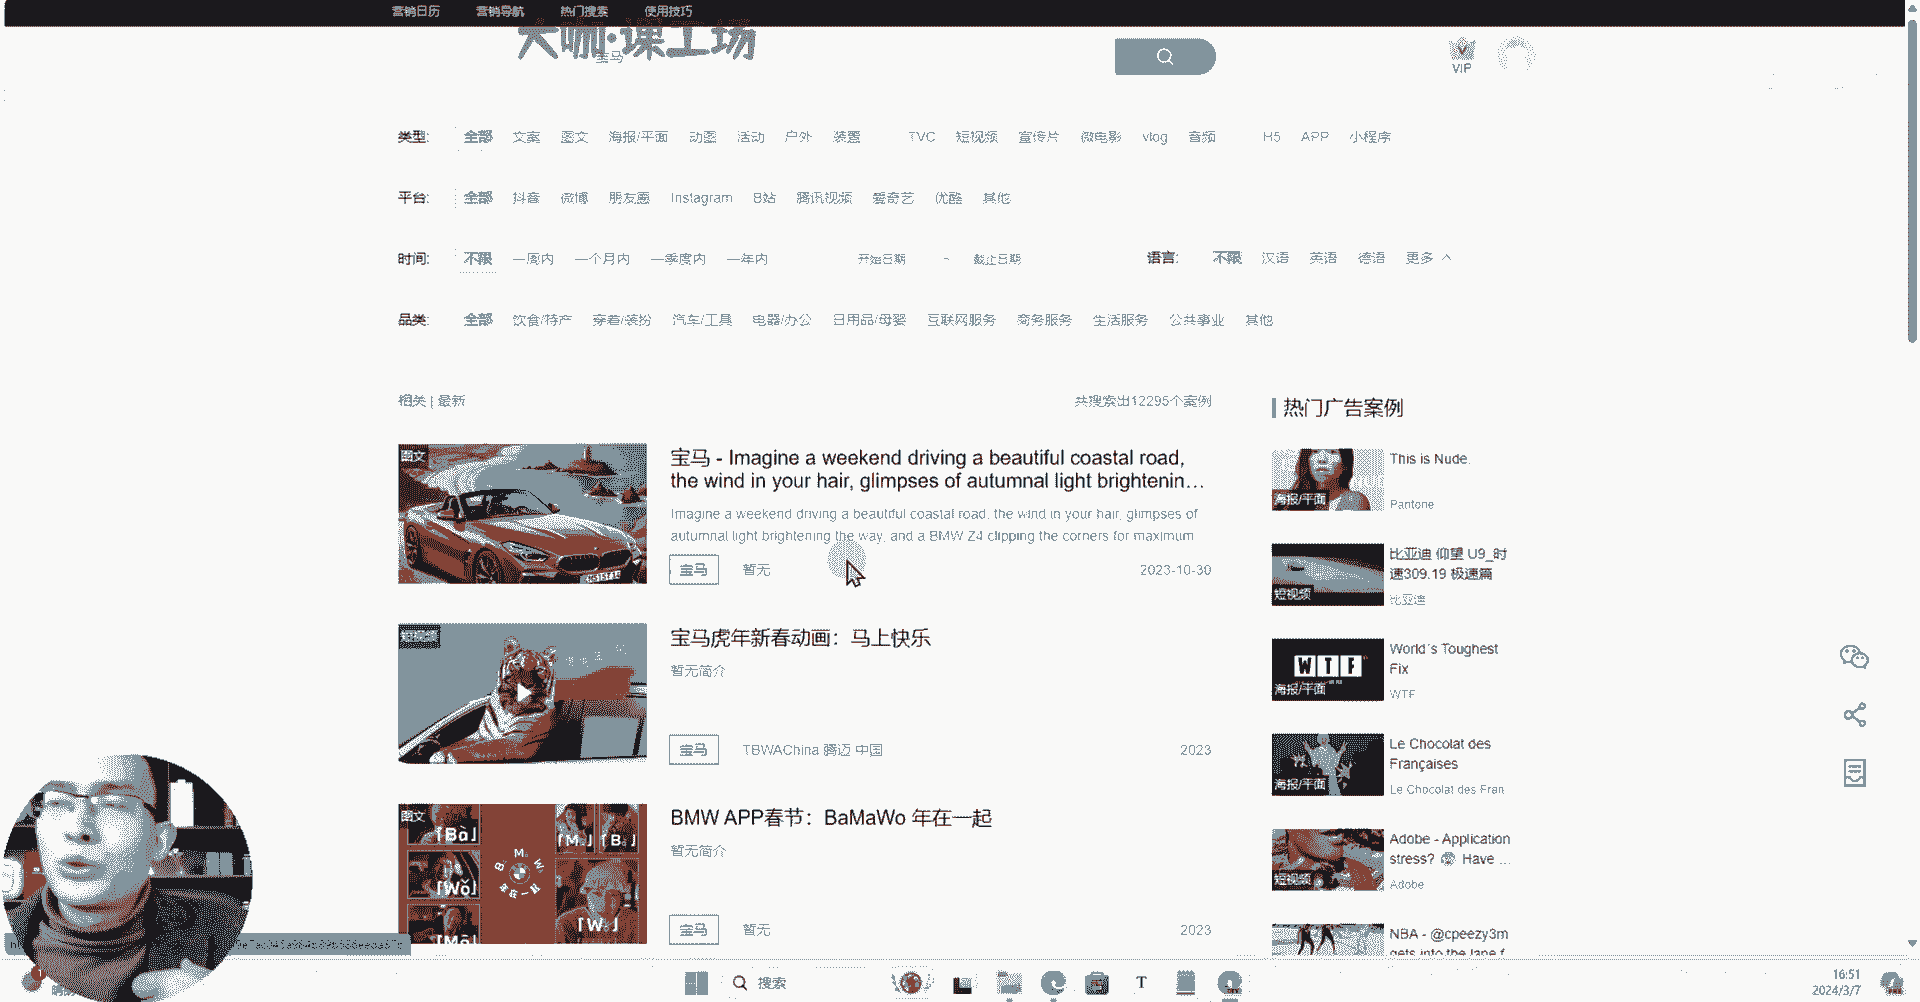 营销日历 营销导航 热门搜索 使用技巧
大咖·课工场
宝马
VIP
类型: 全部 文案 图文 海报/平面 动图 活动 户外 装置 TVC 短视频 宣传片 微电影 vlog 音频 H5 APP 小程序
平台: 全部 抖音 微博 朋友圈 Instagram B站 腾讯视频 爱奇艺 优酷 其他
时间: 不限 一周内 一个月内 一季度内 一年内 开始日期 ~ 截止日期 语言: 不限 汉语 英语 德语 更多
品类: 全部 饮食/特产 穿着/装扮 汽车/工具 电器/办公 日用品/母婴 互联网服务 商务服务 生活服务 公共事业 其他
相关 | 最新 共搜索出12295个案例
图文
宝马 - Imagine a weekend driving a beautiful coastal road,
the wind in your hair, glimpses of autumnal light brightenin...
Imagine a weekend driving a beautiful coastal road, the wind in your hair, glimpses of
autumnal light brightening the way, and a BMW Z4 clipping the corners for maximum
宝马 暂无 2023-10-30
宝马虎年新春动画：马上快乐
暂无简介
宝马 TBWAChina 腾迈 中国 2023
图文
「Bǎ」
「Wǒ」
BMW APP春节：BaMaWo 年在一起
暂无简介
宝马 暂无 2023
热门广告案例
海报/平面
This is Nude.
Pantone
短视频
比亚迪 仰望 U9_时
速309.19 极速篇
比亚迪
WTF
海报/平面
World's Toughest
Fix
WTF
海报/平面
Le Chocolat des
Françaises
Le Chocolat des Fran
短视频
Adobe - Application
stress? Have ...
Adobe
NBA - @cpeezy3m
gets into the lane f
搜索
16:51
2024/3/7